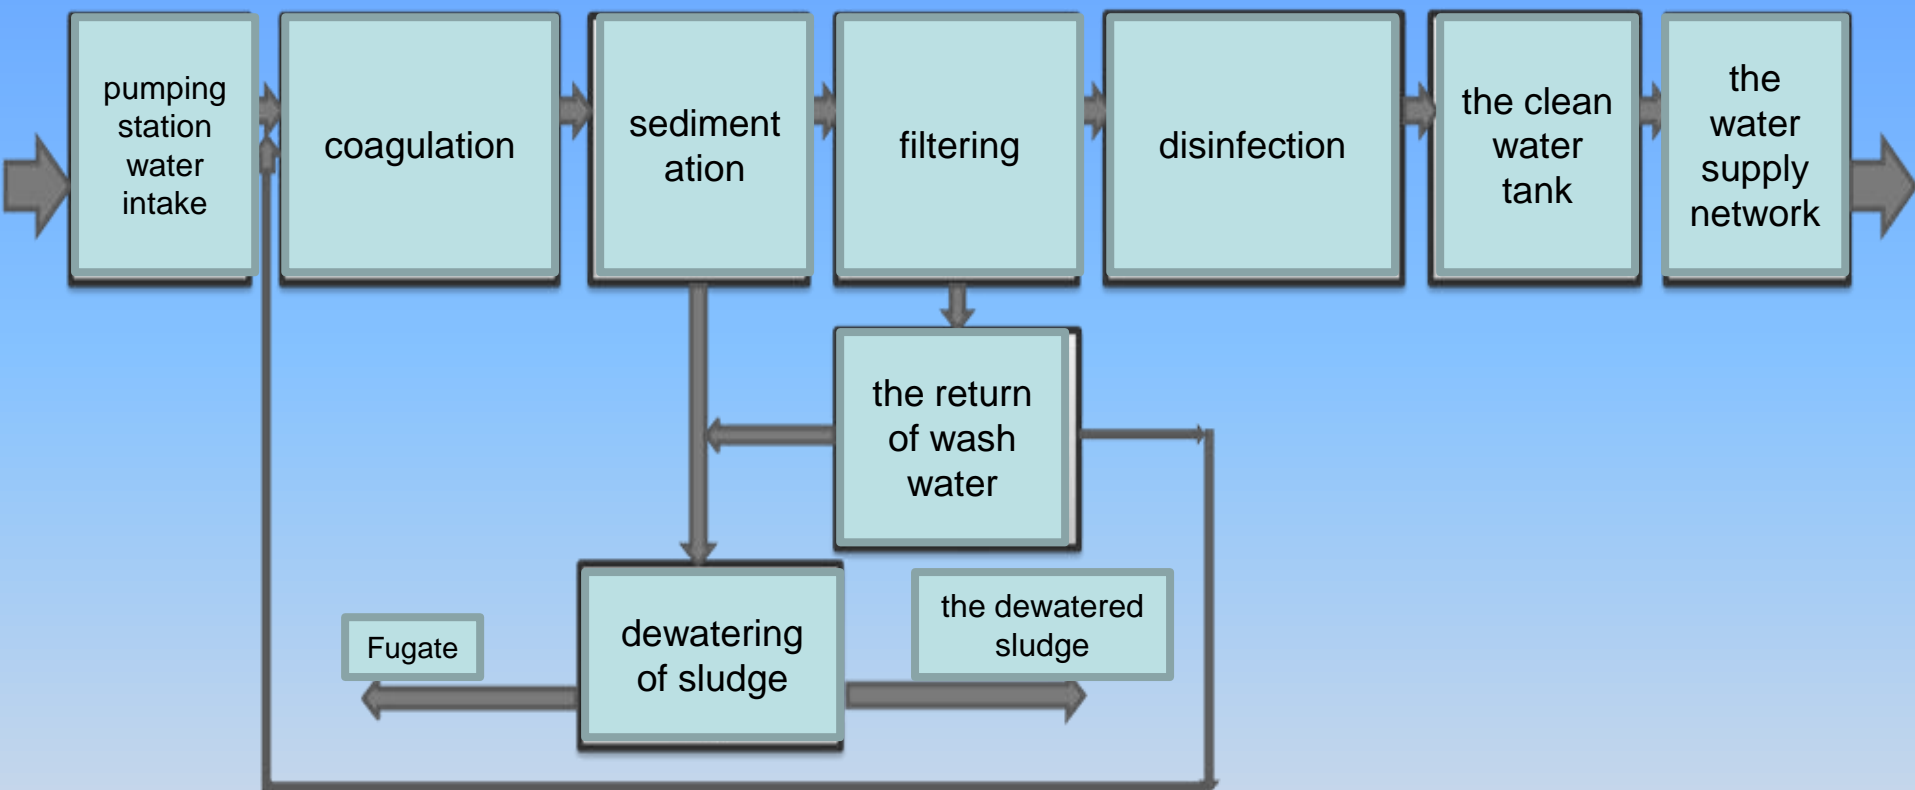 pumping
station
water
intake
coagulation
sediment
ation
filtering
disinfection
the clean
water
tank
the
water
supply
network
the return
of wash
water
Fugate
dewatering
of sludge
the dewatered
sludge